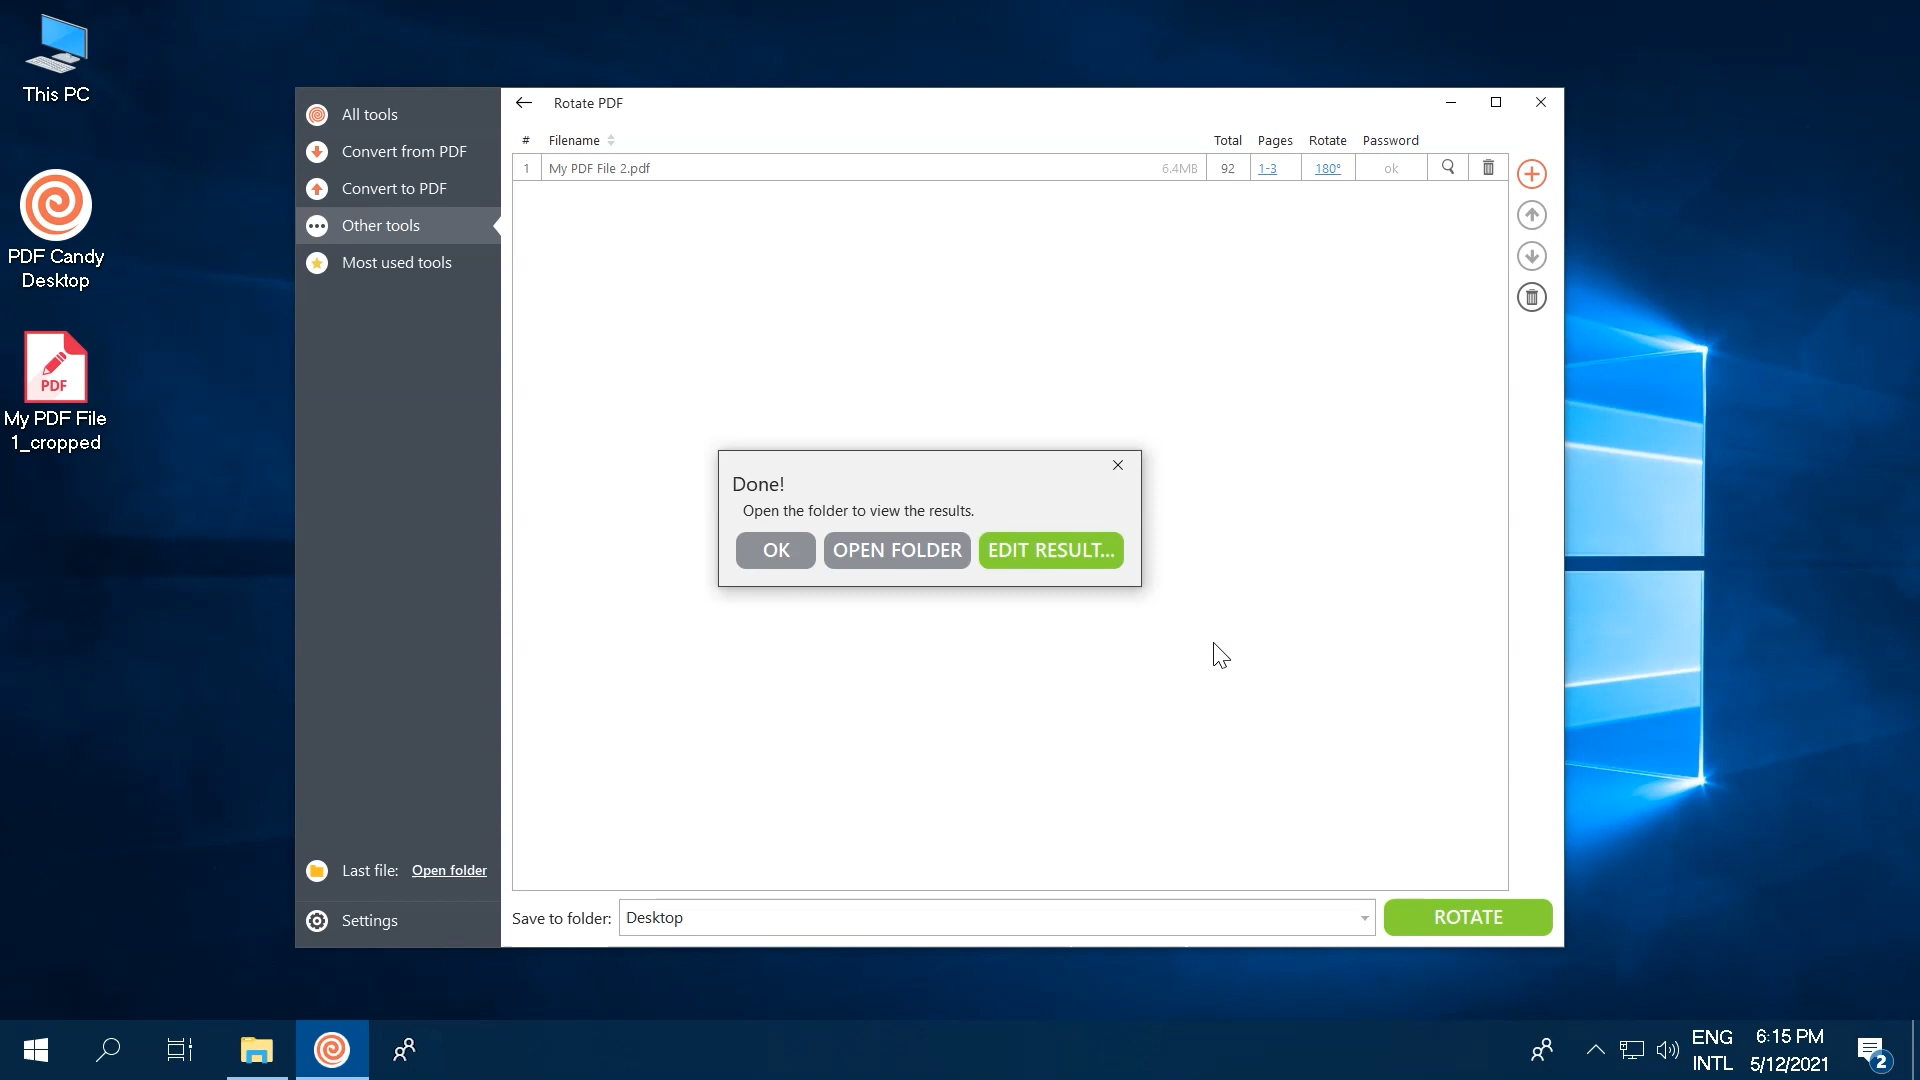 This PC
PDF Candy
Desktop
PDF
My PDF File
1_cropped
All tools
Convert from PDF
Convert to PDF
Other tools
Most used tools
Last file: Open folder
Settings
Rotate PDF
# Filename Total Pages Rotate Password
1 My PDF File 2.pdf 6.4MB 92 1-3 180° ok
Done!
Open the folder to view the results.
OK OPEN FOLDER EDIT RESULT...
Save to folder: Desktop ROTATE
ENG 6:15 PM
INTL 5/12/2021
2